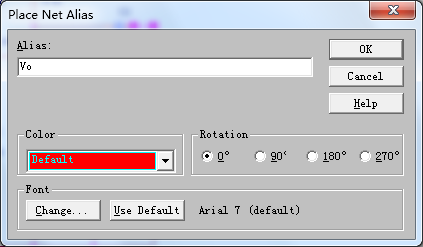 Place Net Alias
Alias:
Vo
OK
Cancel
Help
Color
Default
Rotation
0°
90°
180°
270°
Font
Change...
Use Default
Arial 7 (default)